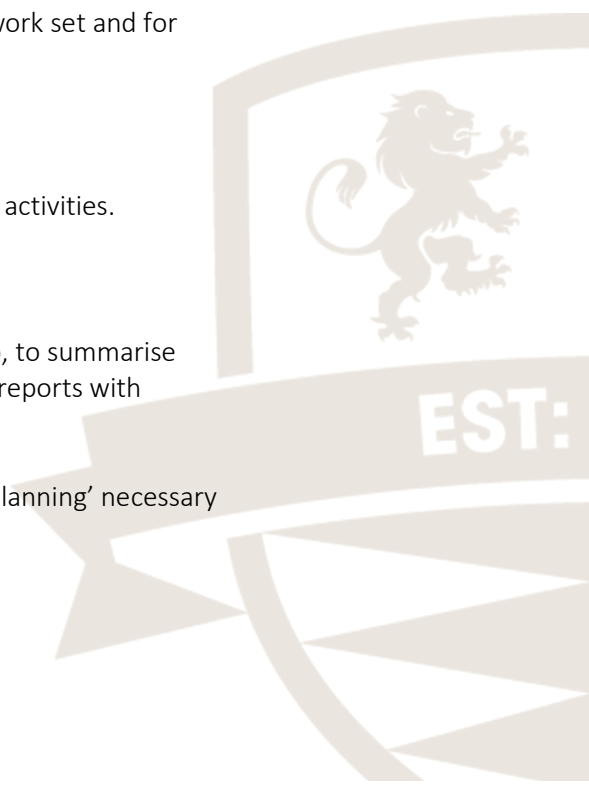 work set and for
activities.
, to summarise
reports with
lanning’ necessary
EST: